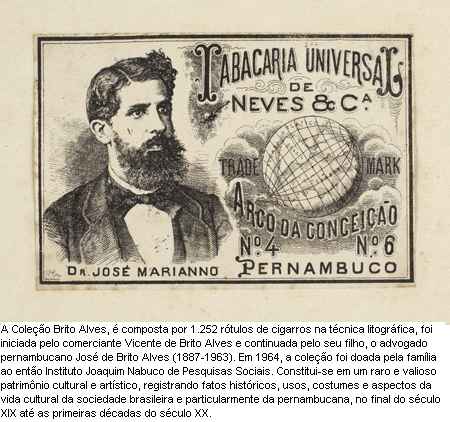 TABACARIA UNIVERSAL
DE
NEVES & CA.
TRADE MARK
ARCO DA CONCEIÇÃO
Nº. 4 Nº. 6
DR. JOSÉ MARIANNO
PERNAMBUCO
A Coleção Brito Alves, é composta por 1.252 rótulos de cigarros na técnica litográfica, foi
iniciada pelo comerciante Vicente de Brito Alves e continuada pelo seu filho, o advogado
pernambucano José de Brito Alves (1887-1963). Em 1964, a coleção foi doada pela família
ao então Instituto Joaquim Nabuco de Pesquisas Sociais. Constitui-se em um raro e valioso
patrimônio cultural e artístico, registrando fatos históricos, usos, costumes e aspectos da
vida cultural da sociedade brasileira e particularmente da pernambucana, no final do século
XIX até as primeiras décadas do século XX.